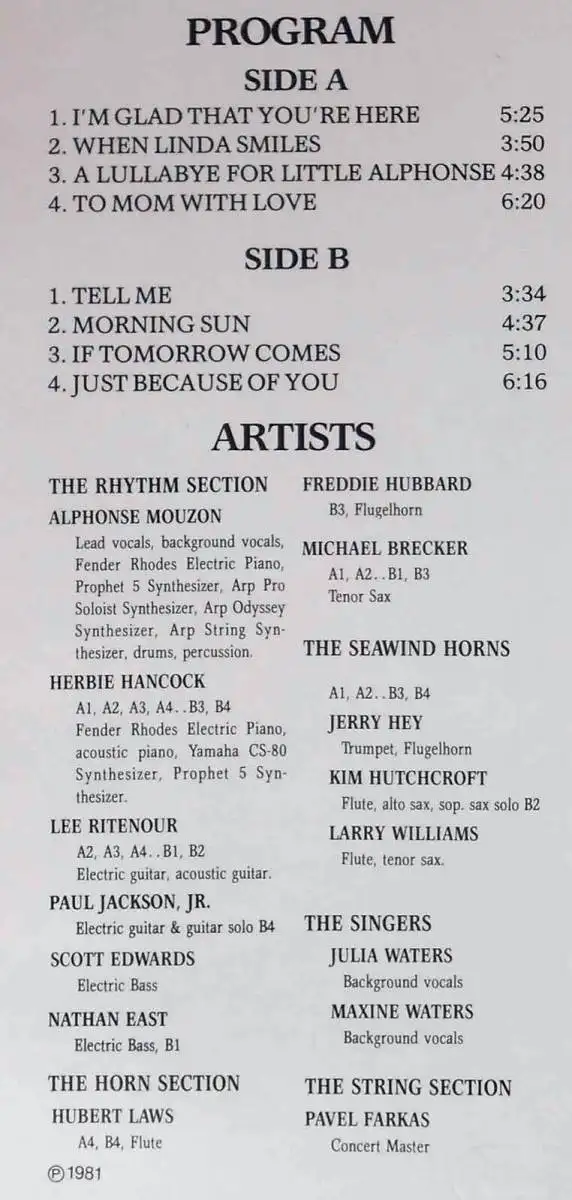 PROGRAM
SIDE A
1. I'M GLAD THAT YOU'RE HERE 5:25
2. WHEN LINDA SMILES 3:50
3. A LULLABYE FOR LITTLE ALPHONSE 4:38
4. TO MOM WITH LOVE 6:20
SIDE B
1. TELL ME 3:34
2. MORNING SUN 4:37
3. IF TOMORROW COMES 5:10
4. JUST BECAUSE OF YOU 6:16
ARTISTS
THE RHYTHM SECTION
ALPHONSE MOUZON
Lead vocals, background vocals,
Fender Rhodes Electric Piano,
Prophet 5 Synthesizer, Arp Pro
Soloist Synthesizer, Arp Odyssey
Synthesizer, Arp String Syn-
thesizer, drums, percussion.
HERBIE HANCOCK
A1, A2, A3, A4. .B3, B4
Fender Rhodes Electric Piano,
acoustic piano, Yamaha CS-80
Synthesizer, Prophet 5 Syn-
thesizer.
LEE RITENOUR
A2, A3, A4. .B1, B2
Electric guitar, acoustic guitar.
PAUL JACKSON, JR.
Electric guitar & guitar solo B4
SCOTT EDWARDS
Electric Bass
NATHAN EAST
Electric Bass, B1
THE HORN SECTION
HUBERT LAWS
A4, B4, Flute
℗1981
FREDDIE HUBBARD
B3, Flugelhorn
MICHAEL BRECKER
A1, A2. .B1, B3
Tenor Sax
THE SEAWIND HORNS
A1, A2. .B3, B4
JERRY HEY
Trumpet, Flugelhorn
KIM HUTCHCROFT
Flute, alto sax, sop. sax solo B2
LARRY WILLIAMS
Flute, tenor sax.
THE SINGERS
JULIA WATERS
Background vocals
MAXINE WATERS
Background vocals
THE STRING SECTION
PAVEL FARKAS
Concert Master